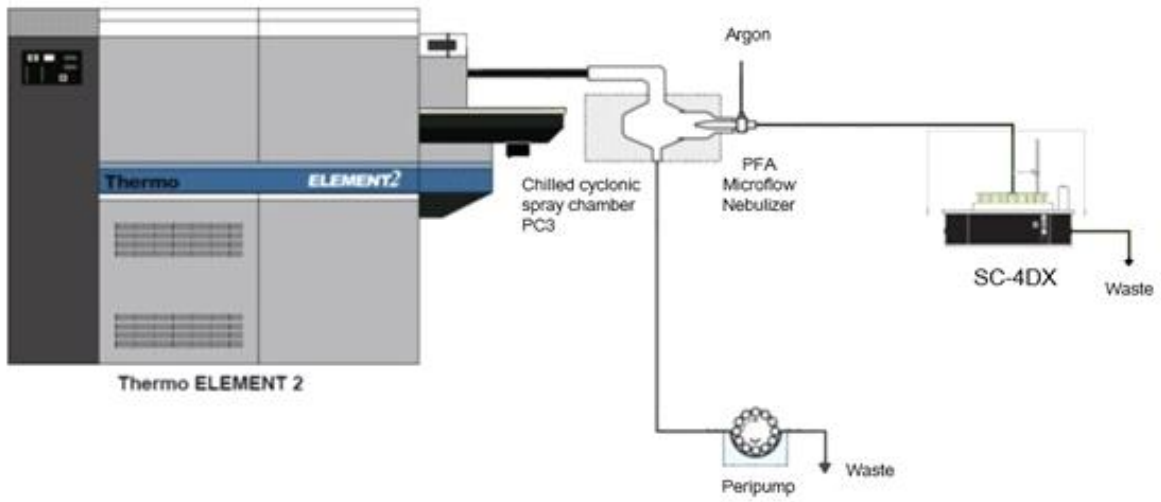 Argon
Thermo
ELEMENT2
Chilled cyclonic
spray chamber
PC3
PFA
Microflow
Nebulizer
SC-4DX
Waste
Thermo ELEMENT 2
Waste
Peripump